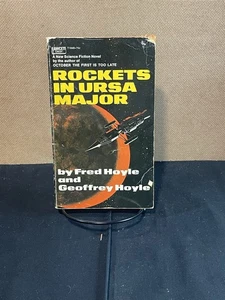 FAWCETT
A New Science Fiction Novel
by the author of
OCTOBER THE FIRST IS TOO LATE
ROCKETS
IN URSA
MAJOR
by Fred Hoyle
and
Geoffrey Hoyle